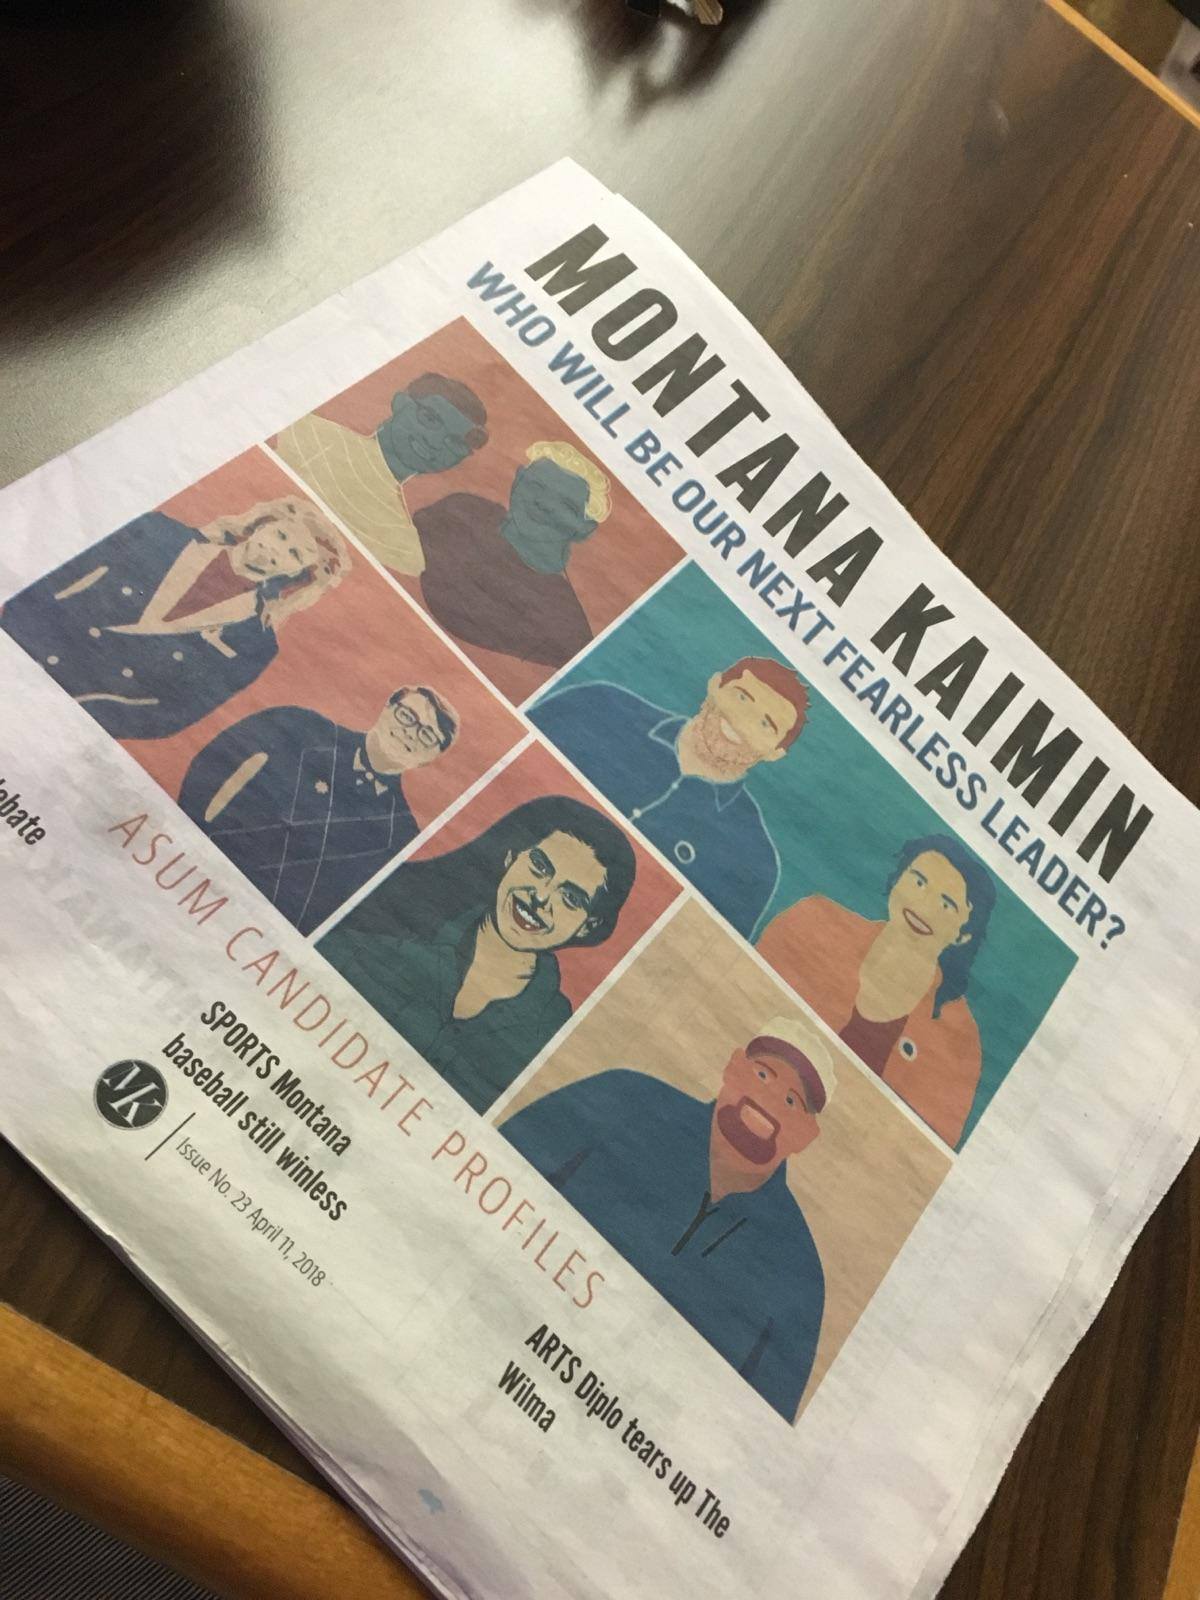 MONTANA KAIMIN
WHO WILL BE OUR NEXT FEARLESS LEADER?
ASUM CANDIDATE PROFILES
SPORTS Montana
baseball still winless
ARTS Diplo tears up The
Wilma
MK
Issue No. 23 April 11, 2018